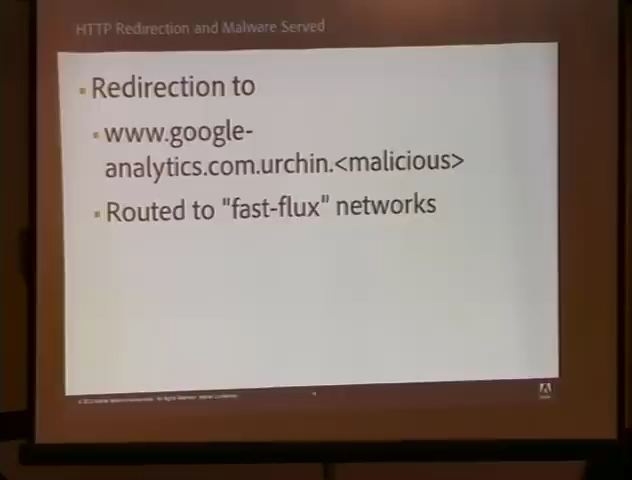 HTTP Redirection and Malware Served
▪ Redirection to
▪ www.google-
analytics.com.urchin.<malicious>
▪ Routed to "fast-flux" networks